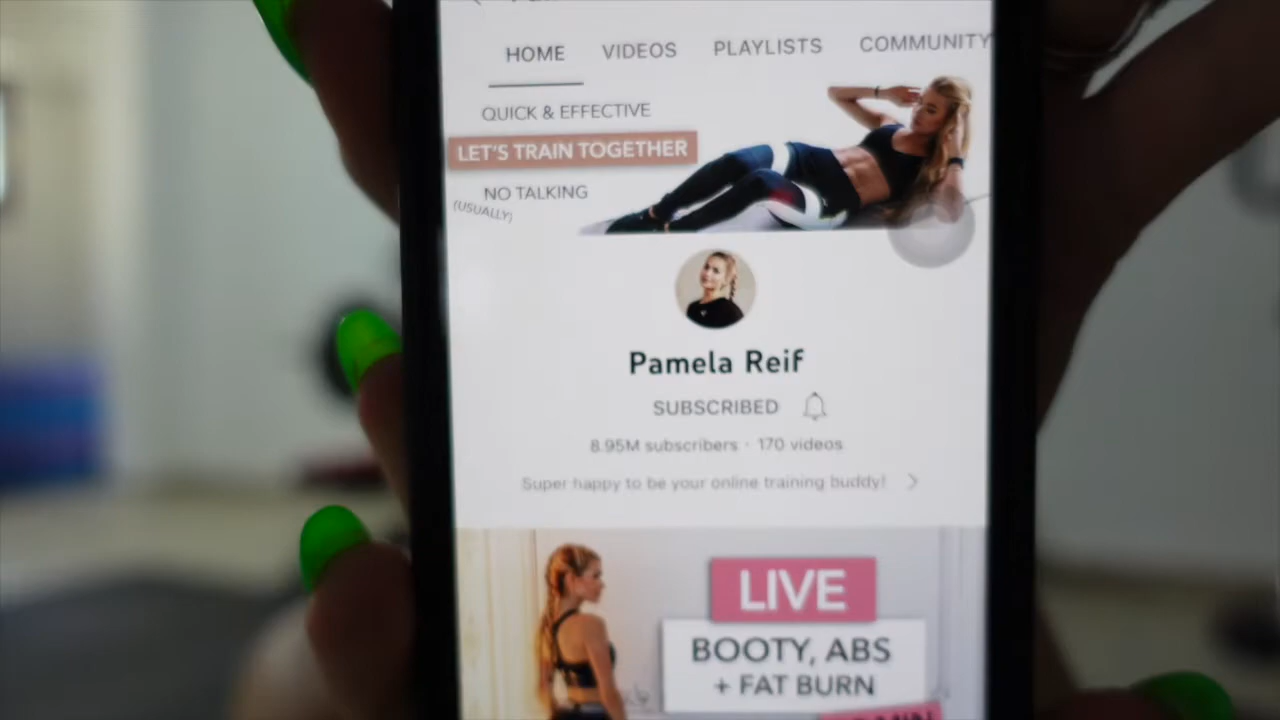 HOME VIDEOS PLAYLISTS COMMUNITY
QUICK & EFFECTIVE
LET'S TRAIN TOGETHER
NO TALKING
(USUALLY)
Pamela Reif
SUBSCRIBED
8.95M subscribers · 170 videos
Super happy to be your online training buddy!
LIVE
BOOTY, ABS
+ FAT BURN